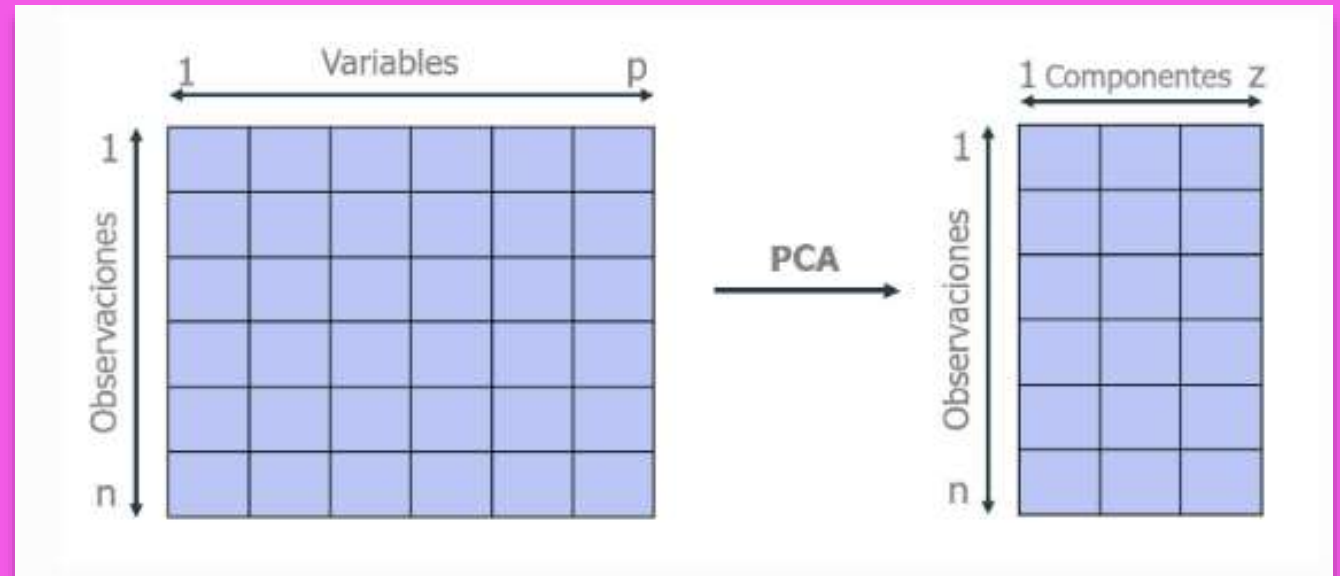 1 Variables p
1 Componentes z
1
Observaciones
n
PCA
1
Observaciones
n